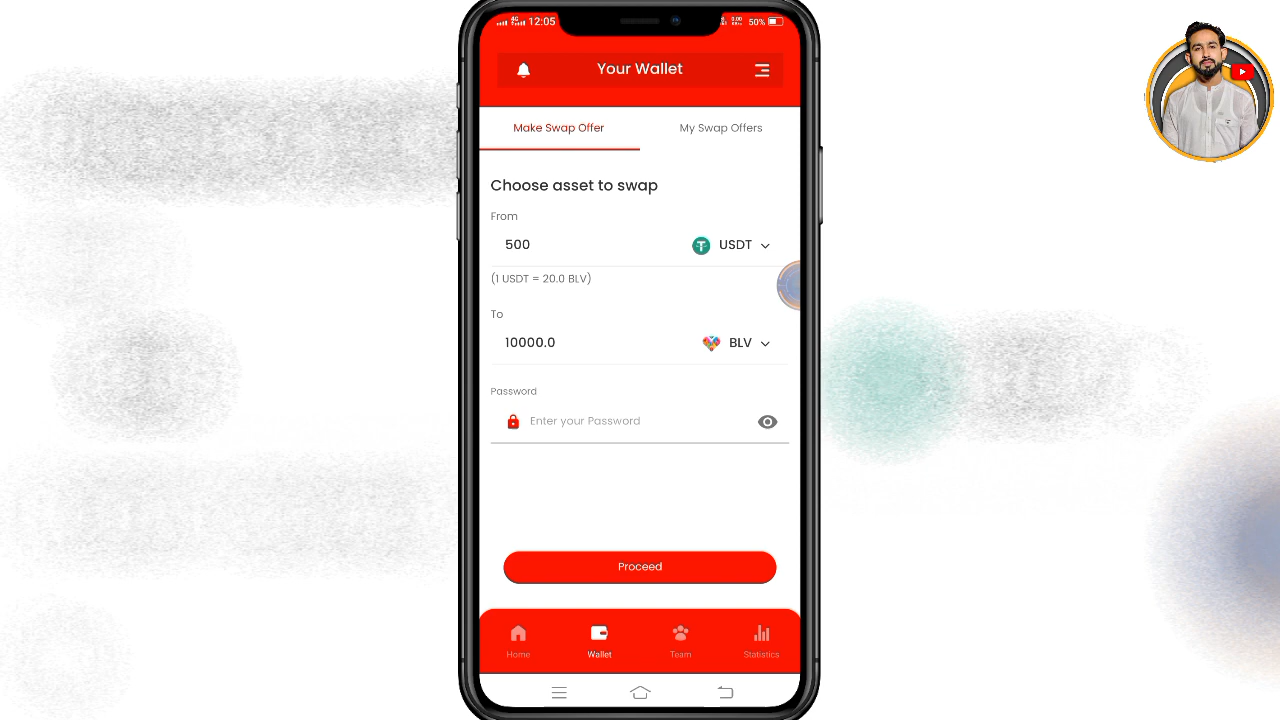 4G 12:05 50%
Your Wallet
Make Swap Offer My Swap Offers
Choose asset to swap
From
500 USDT
(1 USDT = 20.0 BLV)
To
10000.0 BLV
Password
Enter your Password
Proceed
Home Wallet Team Statistics